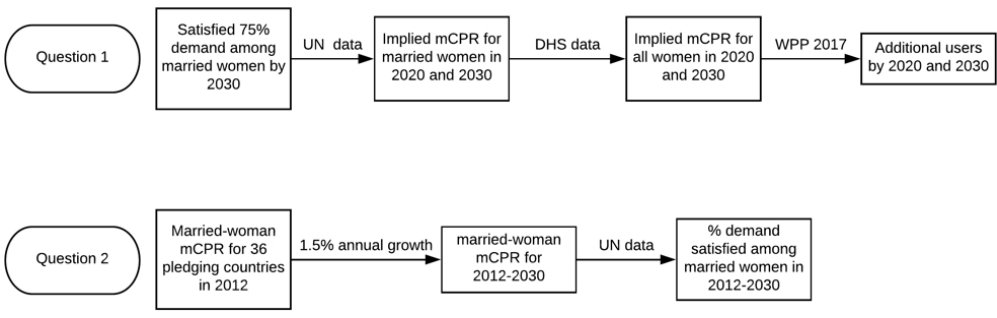 Question 1
Satisfied 75%
demand among
married women by
2030
UN data
Implied mCPR for
married women in
2020 and 2030
DHS data
Implied mCPR for
all women in 2020
and 2030
WPP 2017
Additional users
by 2020 and 2030
Question 2
Married-woman
mCPR for 36
pledging countries
in 2012
1.5% annual growth
married-woman
mCPR for
2012-2030
UN data
% demand
satisfied among
married women in
2012-2030